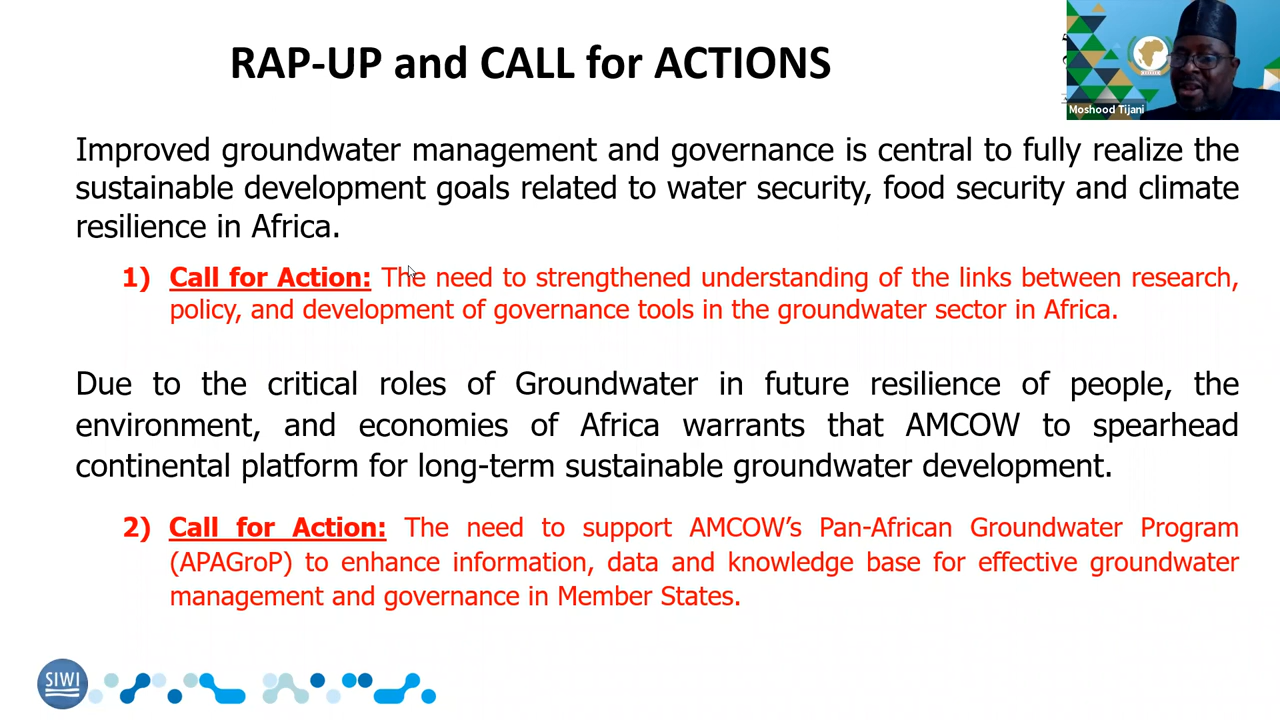 RAP-UP and CALL for ACTIONS
Moshood Tijani
Improved groundwater management and governance is central to fully realize the
sustainable development goals related to water security, food security and climate
resilience in Africa.
1) Call for Action: The need to strengthened understanding of the links between research,
policy, and development of governance tools in the groundwater sector in Africa.
Due to the critical roles of Groundwater in future resilience of people, the
environment, and economies of Africa warrants that AMCOW to spearhead
continental platform for long-term sustainable groundwater development.
2) Call for Action: The need to support AMCOW’s Pan-African Groundwater Program
(APAGroP) to enhance information, data and knowledge base for effective groundwater
management and governance in Member States.
SIWI